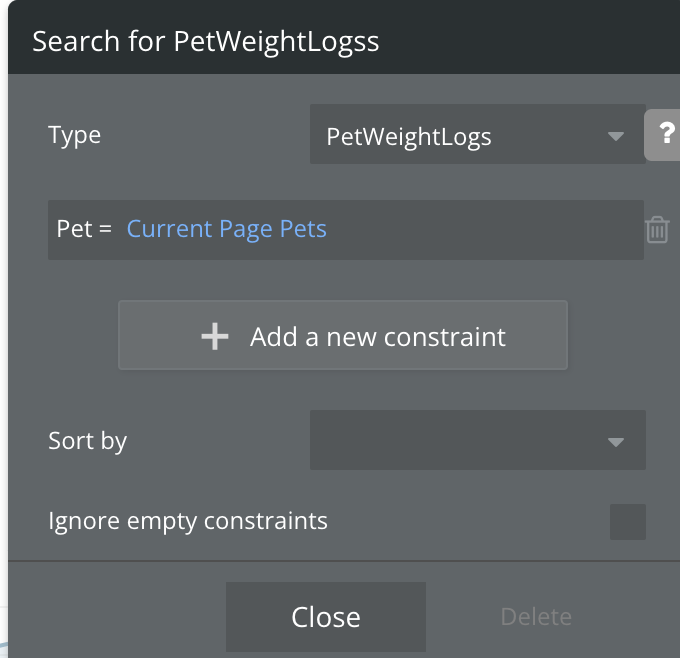 Search for PetWeightLogss
Type
PetWeightLogs
?
Pet = Current Page Pets
Add a new constraint
Sort by
Ignore empty constraints
Close
Delete